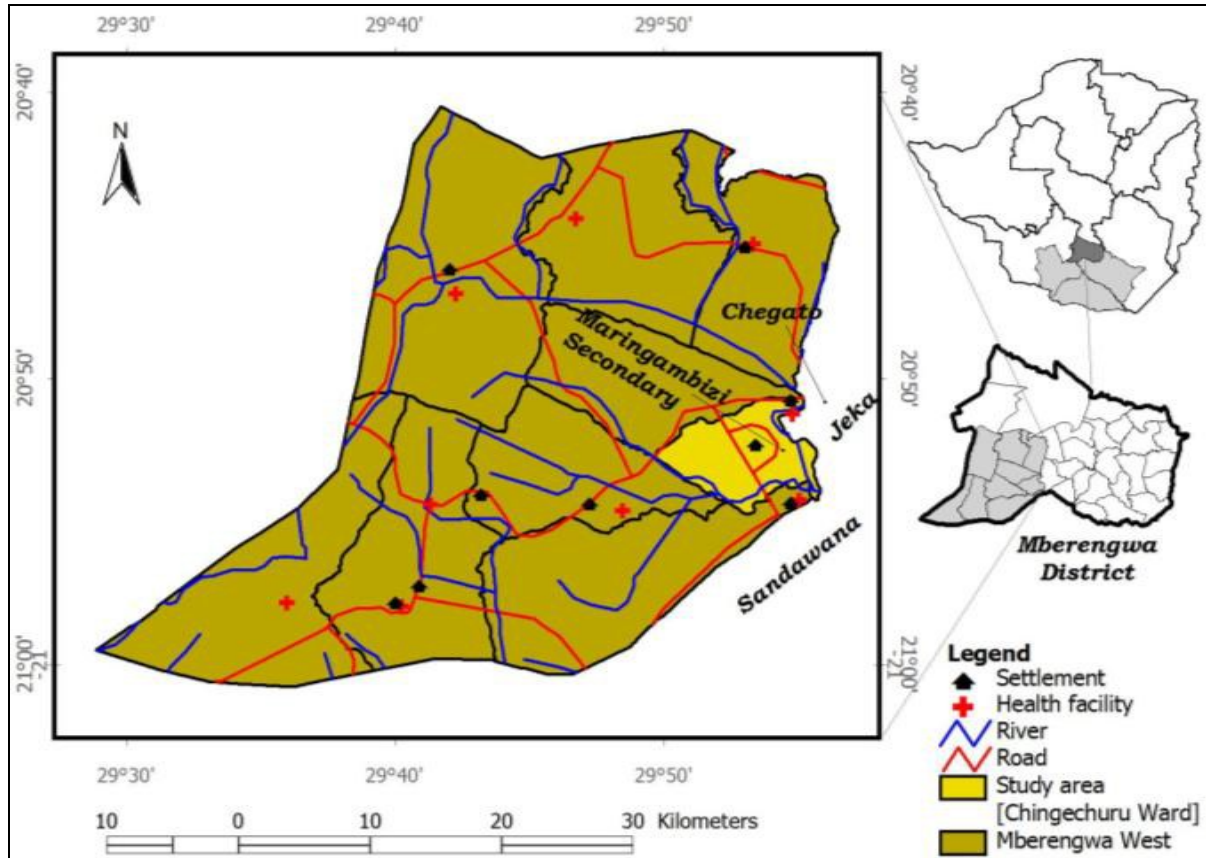 29°30' 29°40' 29°50'
20°40' 20°40'
N
Chegato
Maringambizi
Secondary
20°50' 20°50'
Jeka
Sandawana
Mberengwa
District
21°00' 21°00'
-21 -21
29°30' 29°40' 29°50'
10 0 10 20 30 Kilometers
Legend
Settlement
Health facility
River
Road
Study area
[Chingechuru Ward]
Mberengwa West